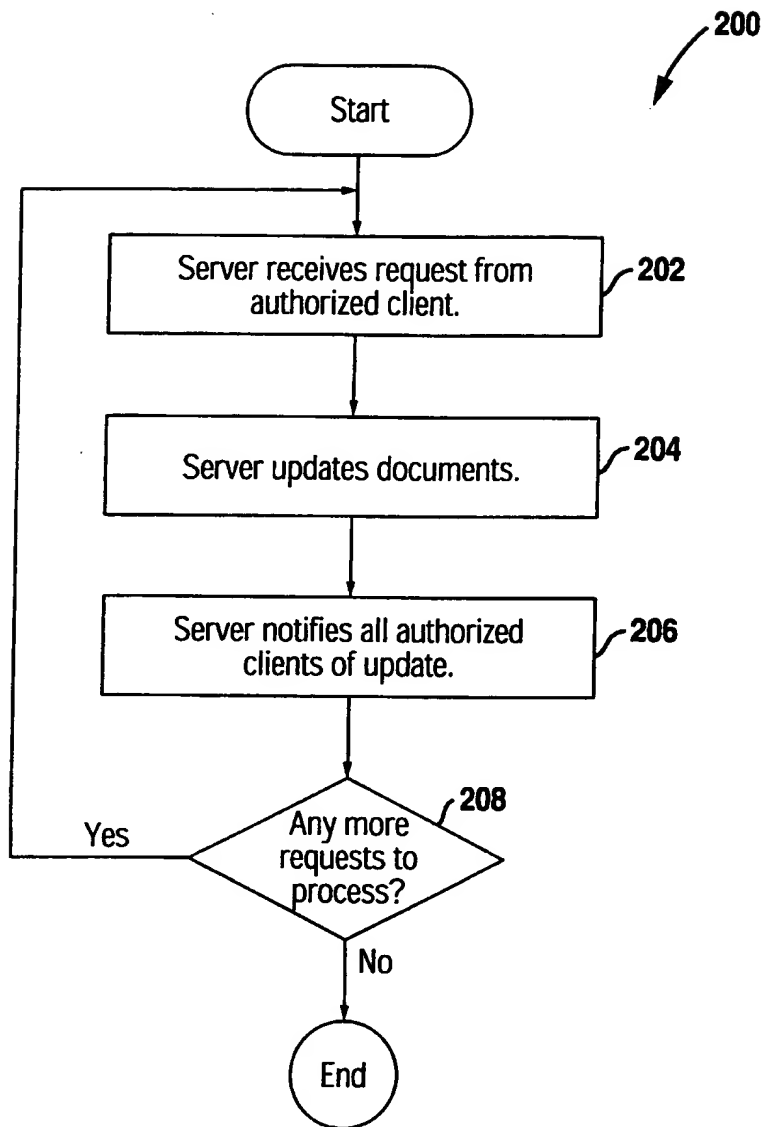 200
Start
Server receives request from
authorized client.
202
Server updates documents.
204
Server notifies all authorized
clients of update.
206
208
Any more
requests to
process?
Yes
No
End